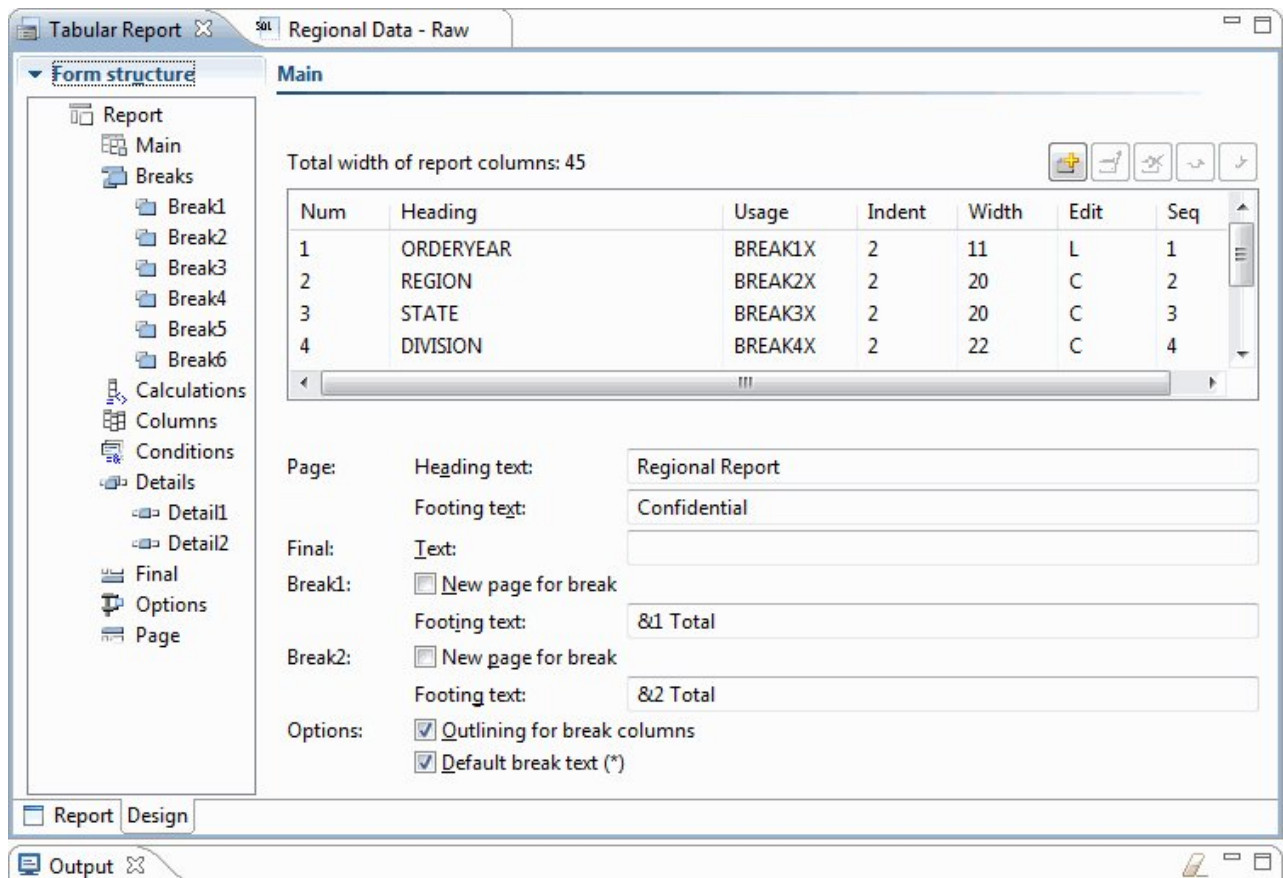 Tabular Report SQL Regional Data - Raw
Form structure
Report
Main
Breaks
Break1
Break2
Break3
Break4
Break5
Break6
Calculations
Columns
Conditions
Details
Detail1
Detail2
Final
Options
Page
Main
Total width of report columns: 45
Num Heading Usage Indent Width Edit Seq
1 ORDERYEAR BREAK1X 2 11 L 1
2 REGION BREAK2X 2 20 C 2
3 STATE BREAK3X 2 20 C 3
4 DIVISION BREAK4X 2 22 C 4
Page: Heading text: Regional Report
Footing text: Confidential
Final: Text:
Break1: New page for break
Footing text: &1 Total
Break2: New page for break
Footing text: &2 Total
Options: Outlining for break columns
Default break text (*)
Report Design
Output